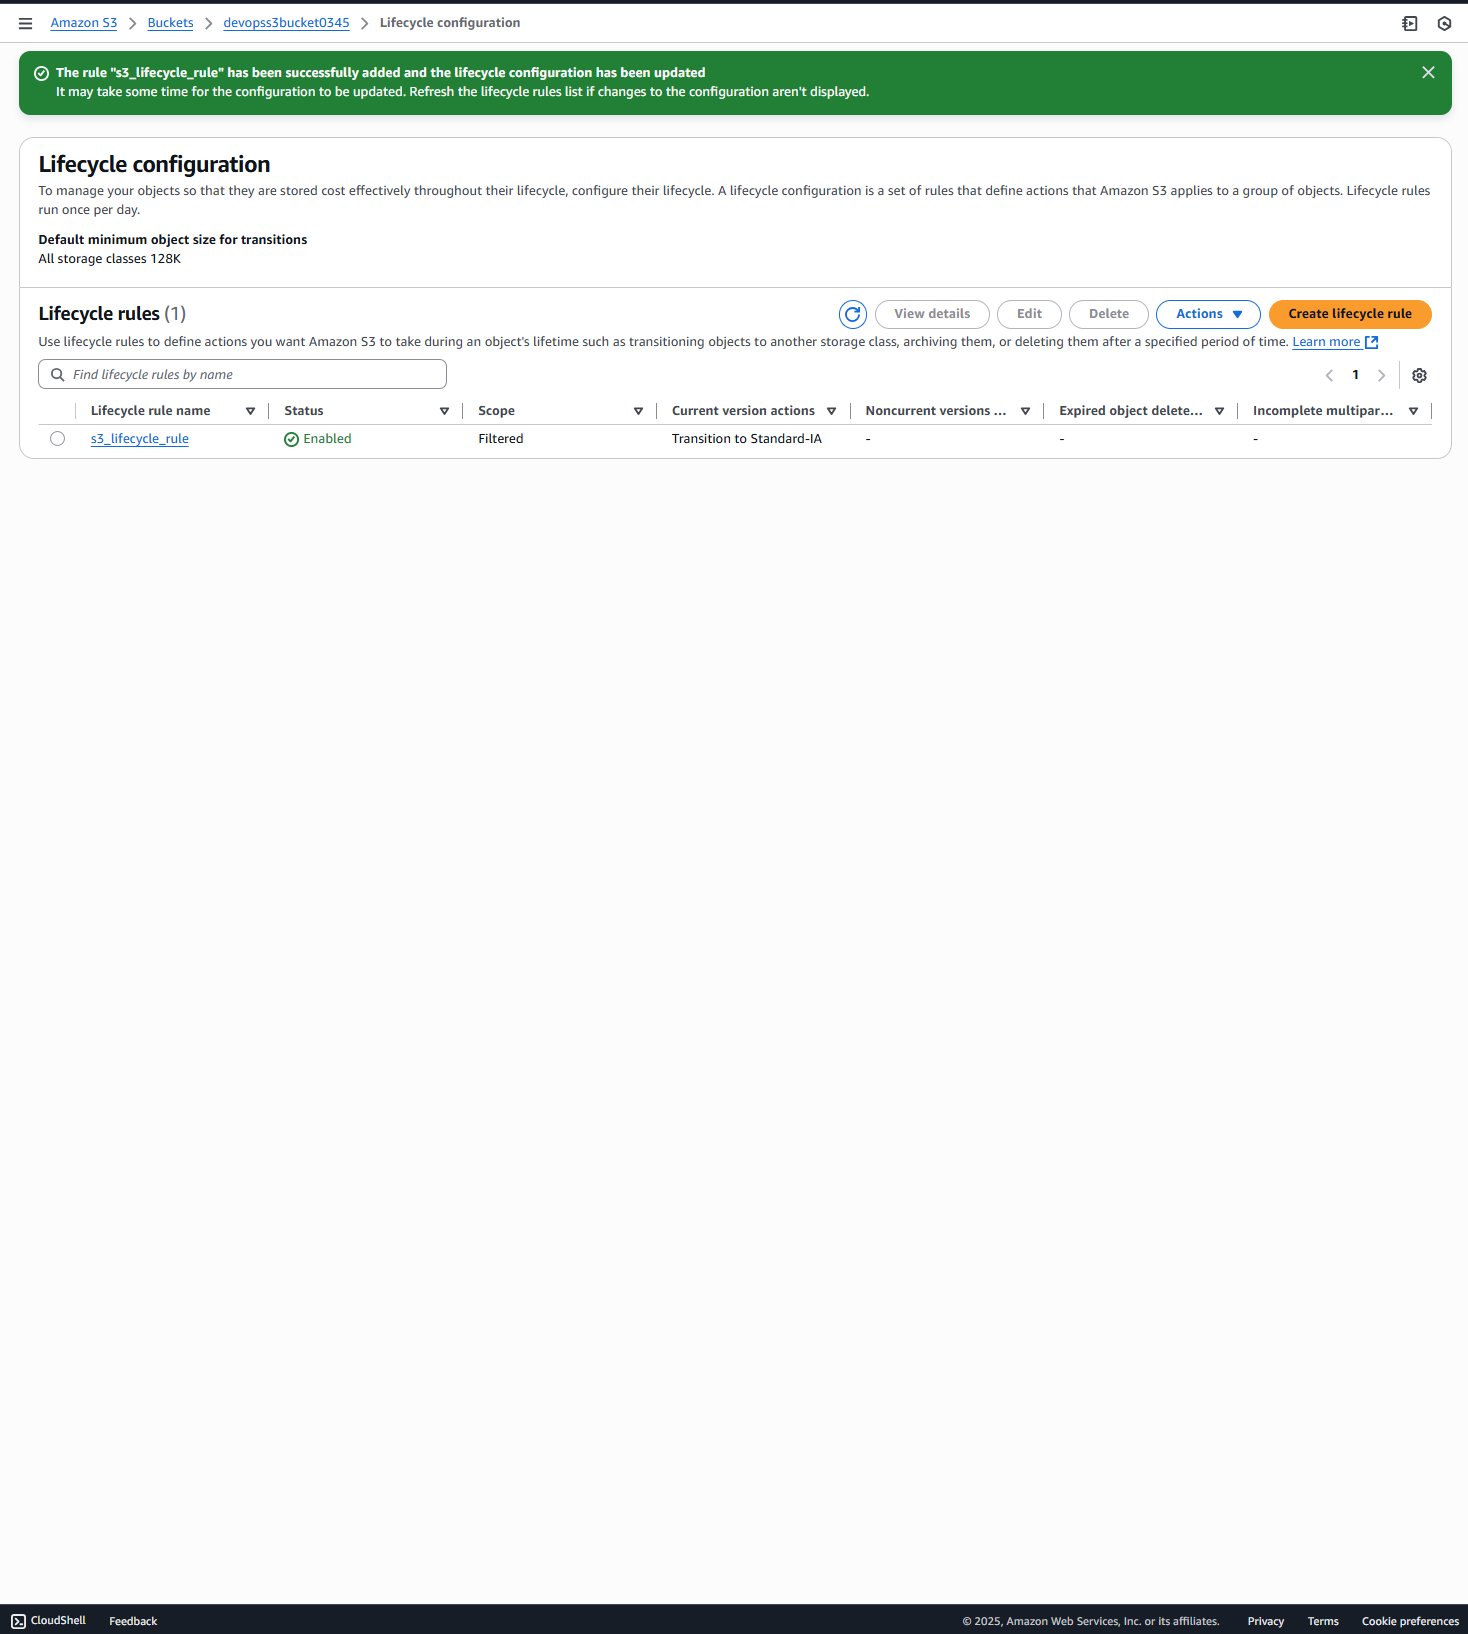 Amazon S3 > Buckets > devopss3bucket0345 > Lifecycle configuration
The rule "s3_lifecycle_rule" has been successfully added and the lifecycle configuration has been updated
It may take some time for the configuration to be updated. Refresh the lifecycle rules list if changes to the configuration aren't displayed.
Lifecycle configuration
To manage your objects so that they are stored cost effectively throughout their lifecycle, configure their lifecycle. A lifecycle configuration is a set of rules that define actions that Amazon S3 applies to a group of objects. Lifecycle rules
run once per day.
Default minimum object size for transitions
All storage classes 128K
Lifecycle rules (1) View details Edit Delete Actions Create lifecycle rule
Use lifecycle rules to define actions you want Amazon S3 to take during an object's lifetime such as transitioning objects to another storage class, archiving them, or deleting them after a specified period of time. Learn more
Find lifecycle rules by name 1
Lifecycle rule name Status Scope Current version actions Noncurrent versions ... Expired object delete... Incomplete multipar...
s3_lifecycle_rule Enabled Filtered Transition to Standard-IA - - -
CloudShell Feedback © 2025, Amazon Web Services, Inc. or its affiliates. Privacy Terms Cookie preferences